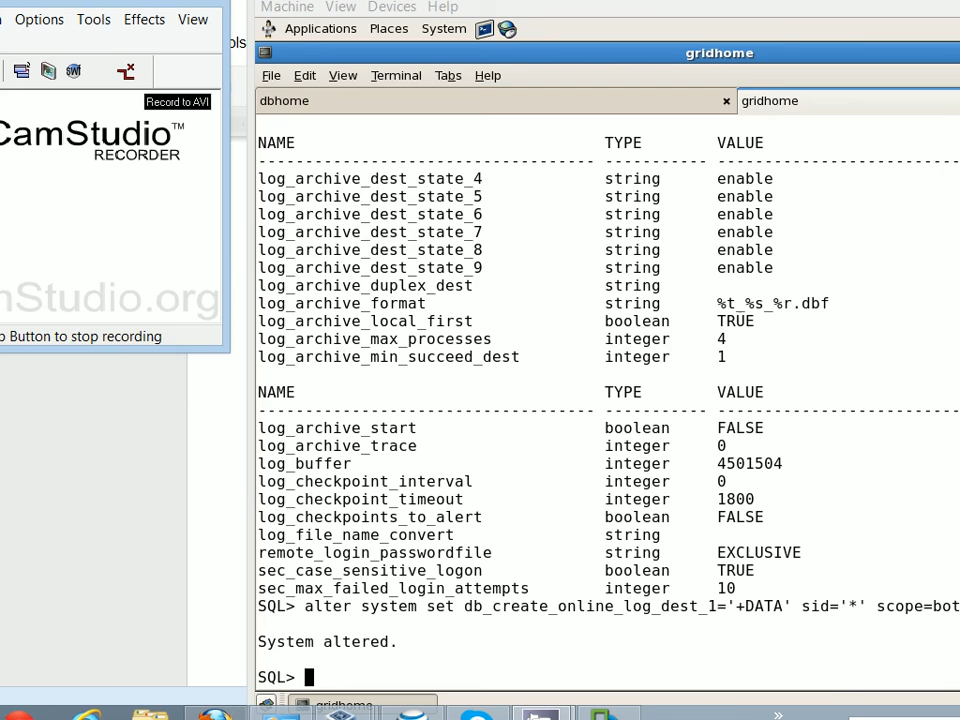 Options Tools Effects View
Record to AVI
CamStudio™
RECORDER
mStudio.org
p Button to stop recording
ols
Machine View Devices Help
Applications Places System
gridhome
File Edit View Terminal Tabs Help
dbhome × gridhome
NAME TYPE VALUE
------------------------------------ ----------- --------------------------
log_archive_dest_state_4 string enable
log_archive_dest_state_5 string enable
log_archive_dest_state_6 string enable
log_archive_dest_state_7 string enable
log_archive_dest_state_8 string enable
log_archive_dest_state_9 string enable
log_archive_duplex_dest string
log_archive_format string %t_%s_%r.dbf
log_archive_local_first boolean TRUE
log_archive_max_processes integer 4
log_archive_min_succeed_dest integer 1
NAME TYPE VALUE
------------------------------------ ----------- --------------------------
log_archive_start boolean FALSE
log_archive_trace integer 0
log_buffer integer 4501504
log_checkpoint_interval integer 0
log_checkpoint_timeout integer 1800
log_checkpoints_to_alert boolean FALSE
log_file_name_convert string
remote_login_passwordfile string EXCLUSIVE
sec_case_sensitive_logon boolean TRUE
sec_max_failed_login_attempts integer 10
SQL> alter system set db_create_online_log_dest_1='+DATA' sid='*' scope=bot
System altered.
SQL>
gridhome